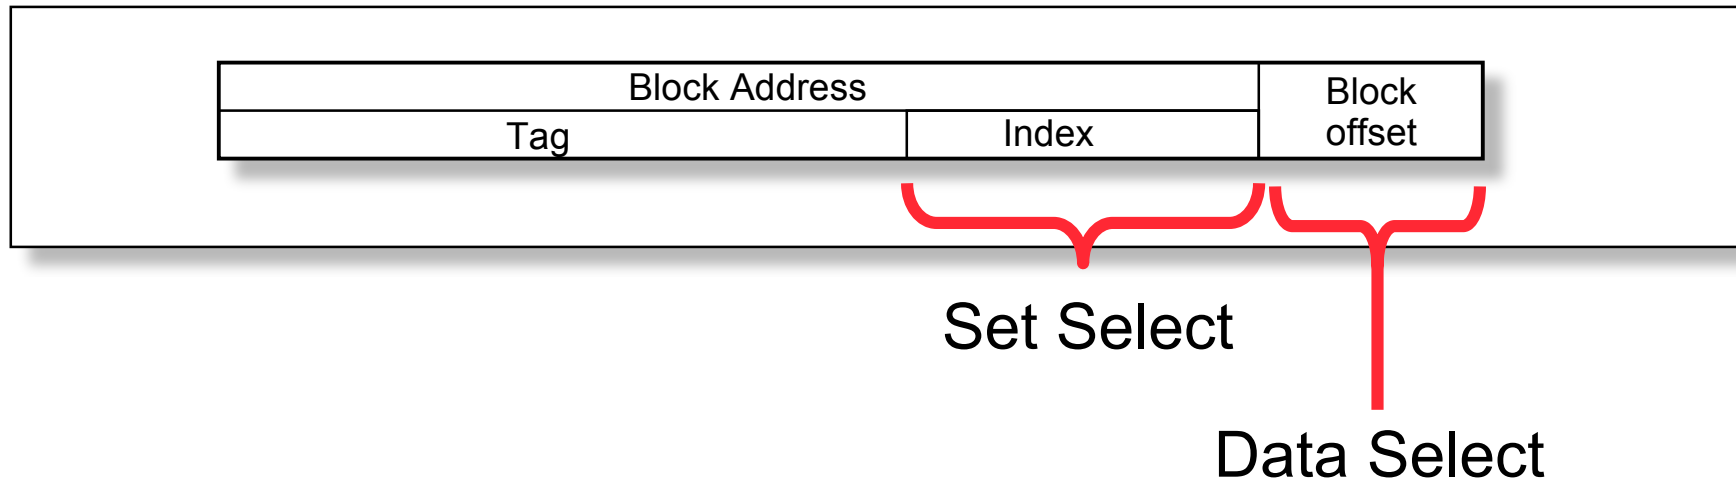 Block Address
Tag
Index
Block
offset
Set Select
Data Select